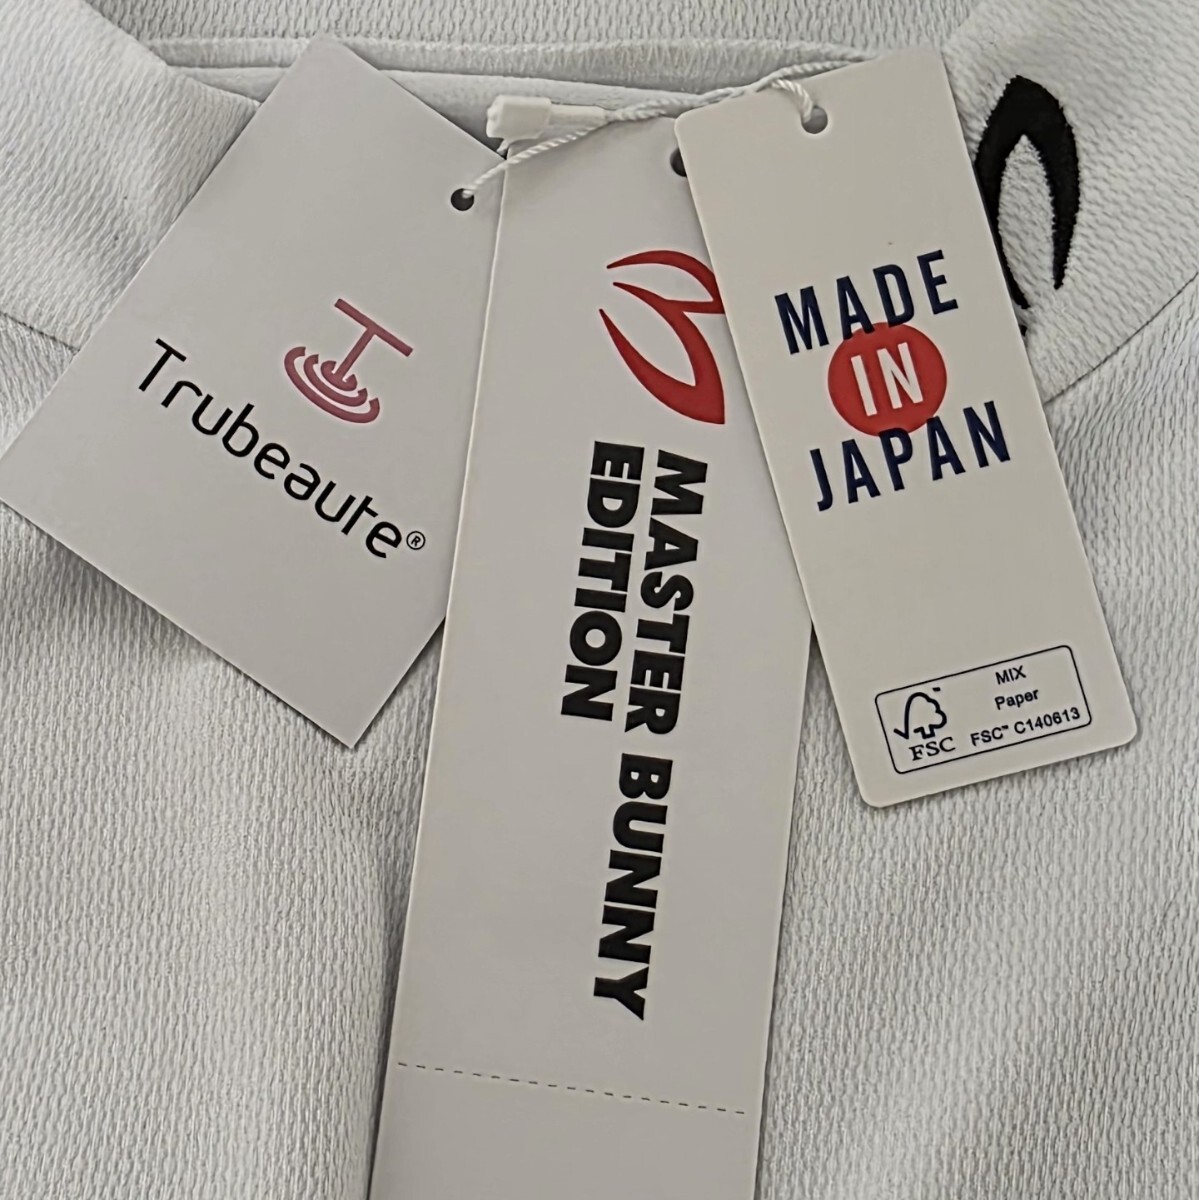 Trubeaute®
MASTER BUNNY
EDITION
MADE
IN
JAPAN
FSC
MIX
Paper
FSC™ C140613